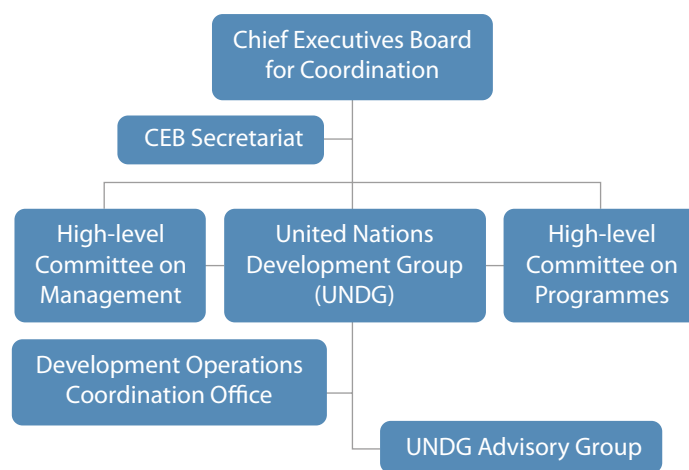 Chief Executives Board
for Coordination
CEB Secretariat
High-level
Committee on
Management
United Nations
Development Group
(UNDG)
High-level
Committee on
Programmes
Development Operations
Coordination Office
UNDG Advisory Group